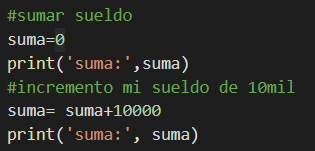 #sumar sueldo
suma=0
print('suma:',suma)
#incremento mi sueldo de 10mil
suma= suma+10000
print('suma:', suma)